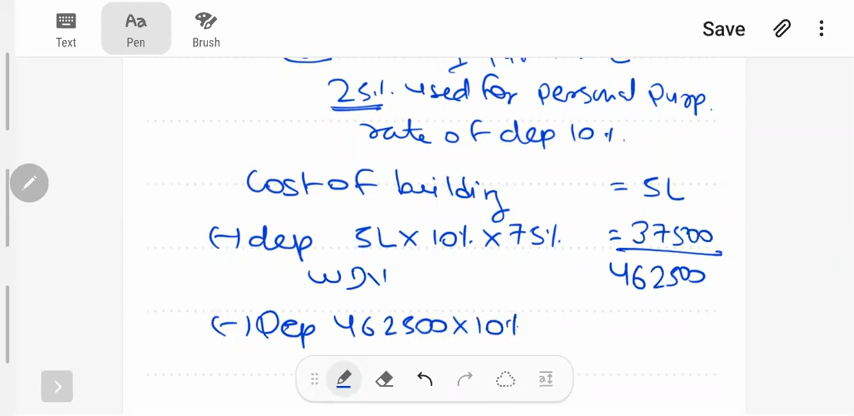 Text
Pen
Brush
Save
25%. used for personal purp.
rate of dep 10%.
Cost of building = 5L
(-) dep 5L × 10% × 75% = 37500
WDV 462500
(-) Dep 462500 × 10%